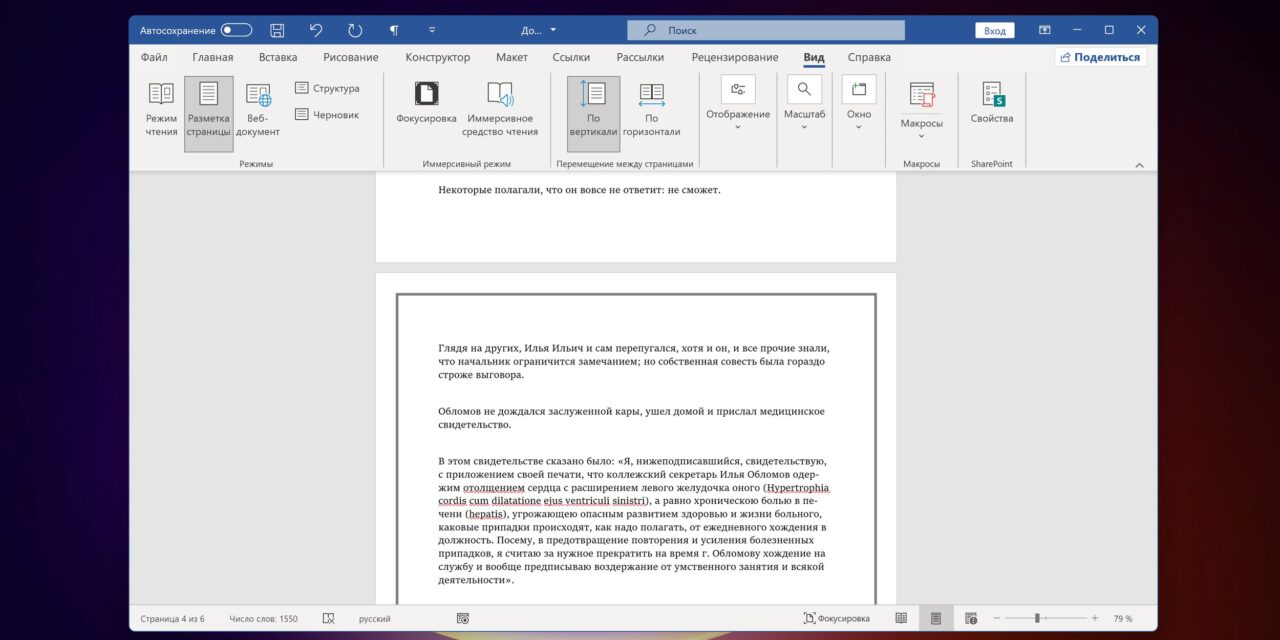 Автосохранение
До...
Поиск
Вход
Файл Главная Вставка Рисование Конструктор Макет Ссылки Рассылки Рецензирование Вид Справка Поделиться
Режим чтения
Разметка страницы
Веб-документ
Структура
Черновик
Режимы
Фокусировка
Иммерсивное средство чтения
Иммерсивный режим
По вертикали
По горизонтали
Перемещение между страницами
Отображение
Масштаб
Окно
Макросы
Макросы
Свойства
SharePoint
Некоторые полагали, что он вовсе не ответит: не сможет.
Глядя на других, Илья Ильич и сам перепугался, хотя и он, и все прочие знали,
что начальник ограничится замечанием; но собственная совесть была гораздо
строже выговора.
Обломов не дождался заслуженной кары, ушел домой и прислал медицинское
свидетельство.
В этом свидетельстве сказано было: «Я, нижеподписавшийся, свидетельствую,
с приложением своей печати, что коллежский секретарь Илья Обломов одер-
жим отолщением сердца с расширением левого желудочка оного (Hypertrophia
cordis cum dilatatione ejus ventriculi sinistri), а равно хроническою болью в пе-
чени (hepatis), угрожающею опасным развитием здоровью и жизни больного,
каковые припадки происходят, как надо полагать, от ежедневного хождения в
должность. Посему, в предотвращение повторения и усиления болезненных
припадков, я считаю за нужное прекратить на время г. Обломову хождение на
службу и вообще предписываю воздержание от умственного занятия и всякой
деятельности».
Страница 4 из 6 Число слов: 1550 русский Фокусировка 79 %